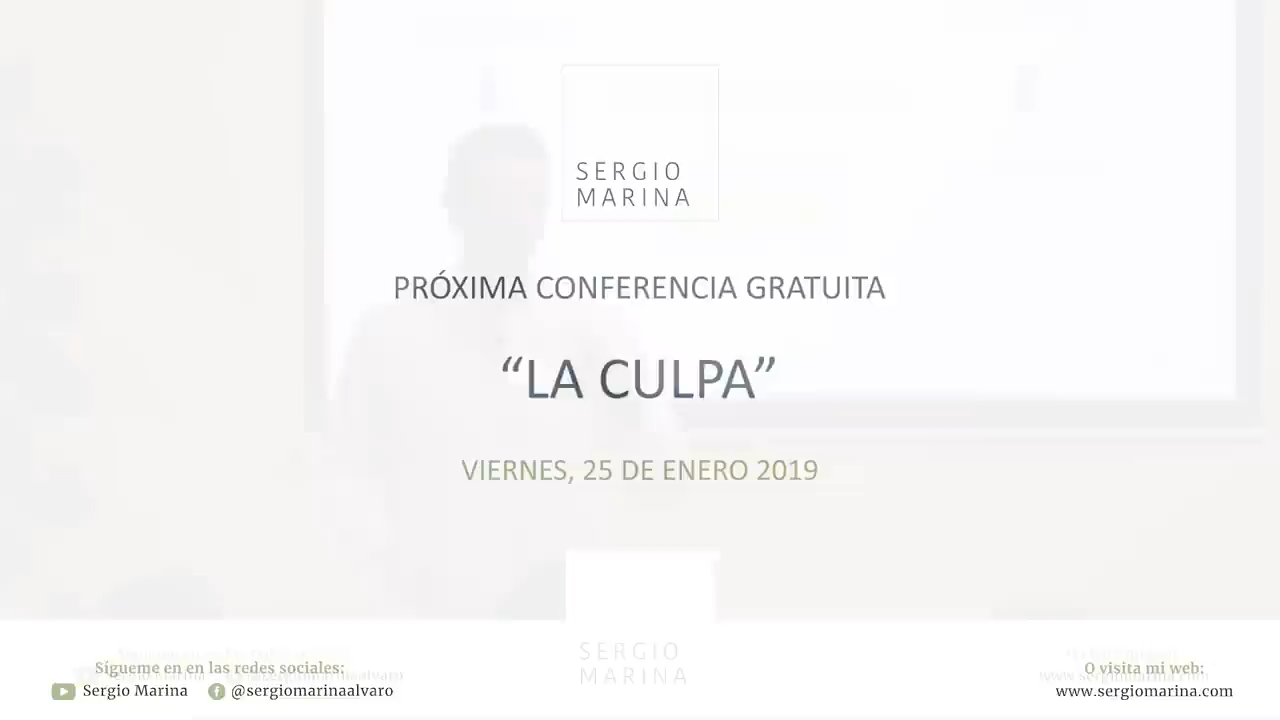 SERGIO
MARINA
PRÓXIMA CONFERENCIA GRATUITA
“LA CULPA”
VIERNES, 25 DE ENERO 2019
SERGIO
MARINA
Sígueme en en las redes sociales:
Sergio Marina @sergiomarinaalvaro
O visita mi web:
www.sergiomarina.com